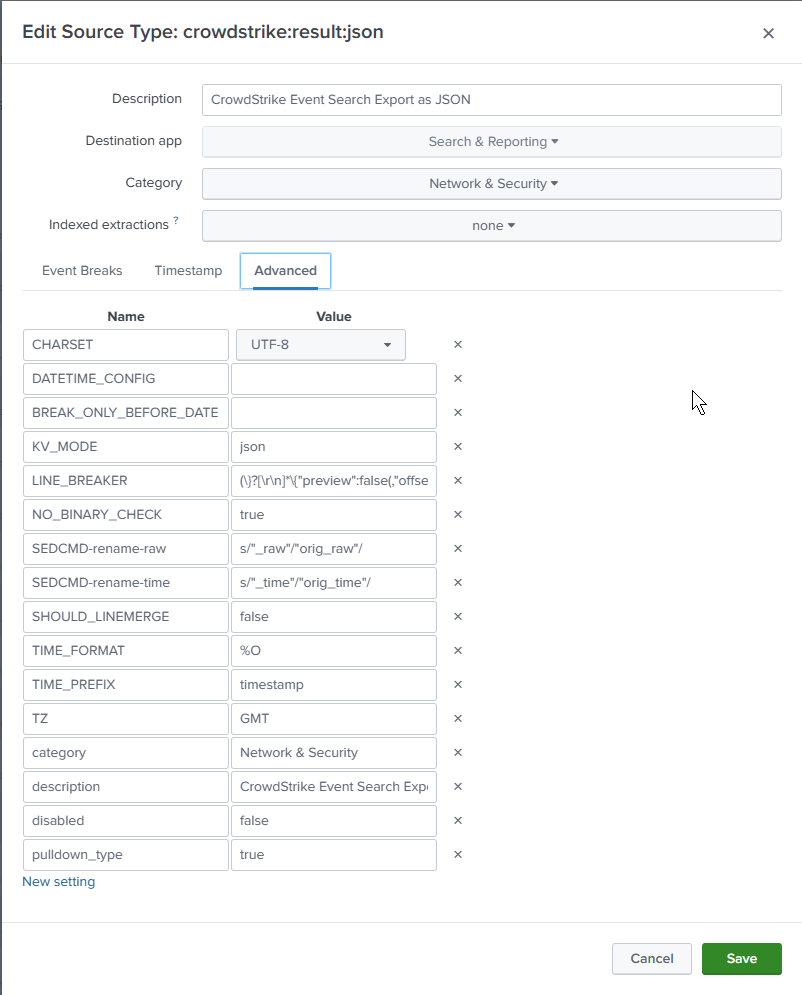 Edit Source Type: crowdstrike:result:json
Description CrowdStrike Event Search Export as JSON
Destination app Search & Reporting
Category Network & Security
Indexed extractions ? none
Event Breaks Timestamp Advanced
Name Value
CHARSET UTF-8
DATETIME_CONFIG
BREAK_ONLY_BEFORE_DATE
KV_MODE json
LINE_BREAKER (\}?[\r\n]*\{"preview":false(,"offse
NO_BINARY_CHECK true
SEDCMD-rename-raw s/"_raw"/"orig_raw"/
SEDCMD-rename-time s/"_time"/"orig_time"/
SHOULD_LINEMERGE false
TIME_FORMAT %O
TIME_PREFIX timestamp
TZ GMT
category Network & Security
description CrowdStrike Event Search Exp
disabled false
pulldown_type true
New setting
Cancel Save